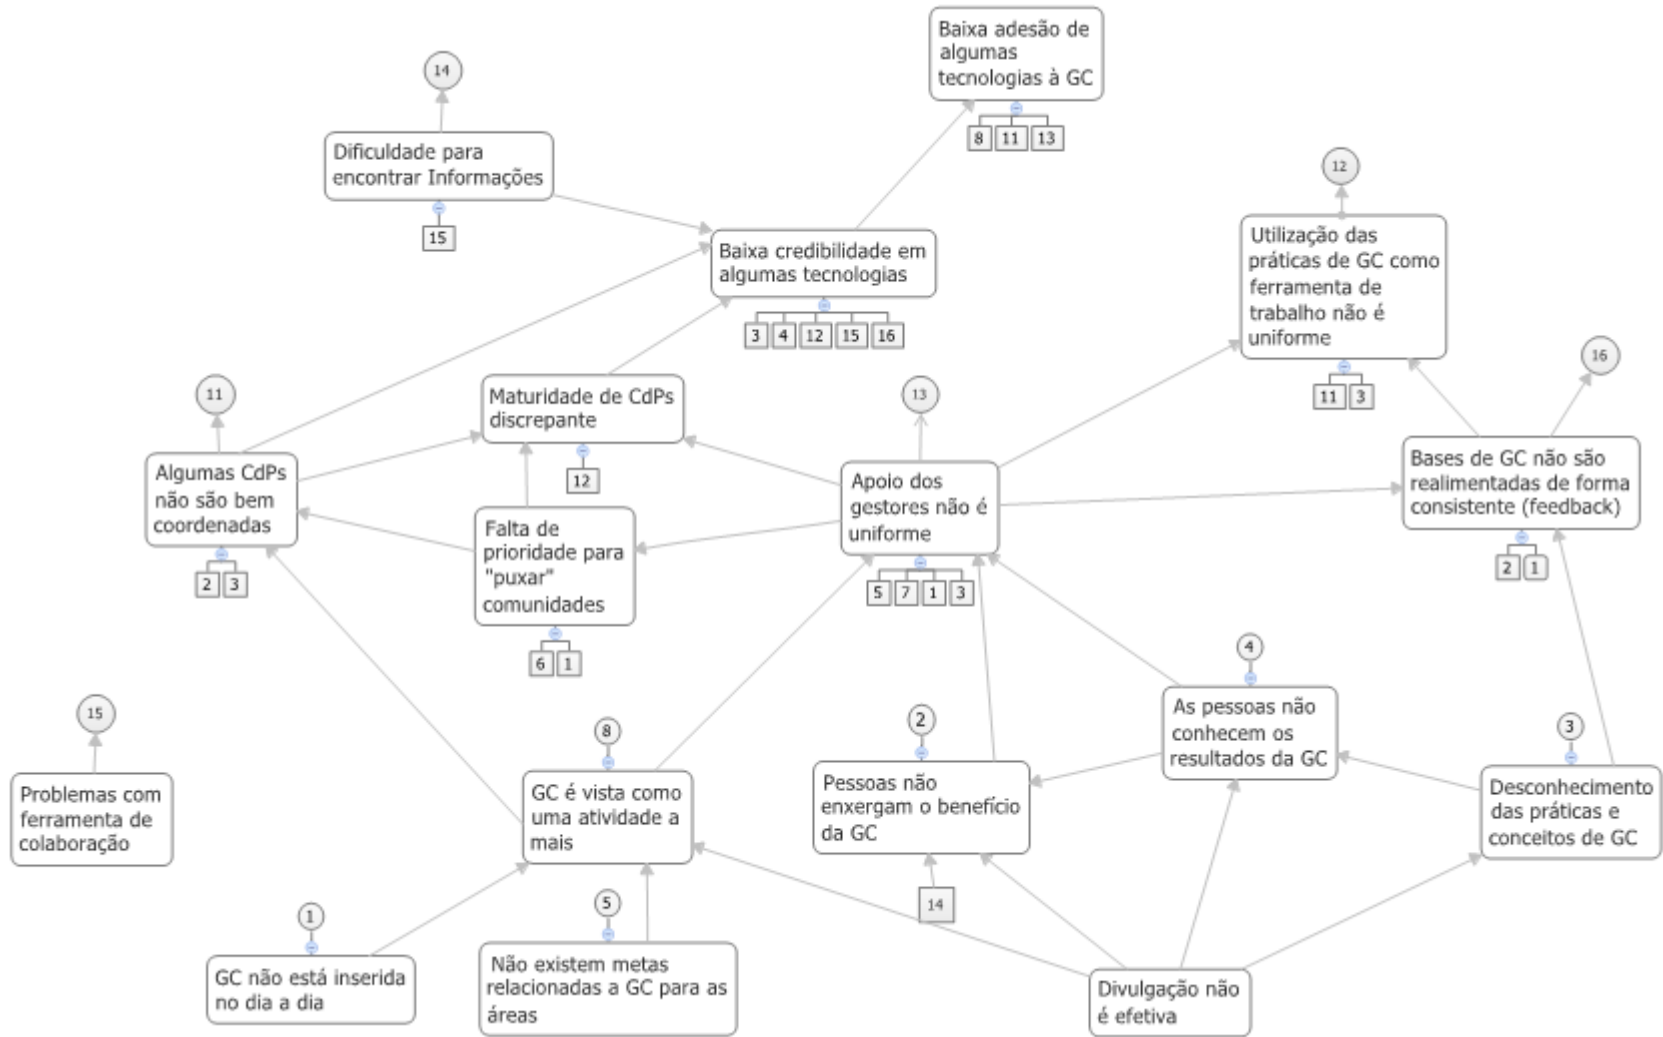 Baixa adesão de
algumas
tecnologias à GC
8 11 13
14
Dificuldade para
encontrar Informações
15
12
Utilização das
práticas de GC como
ferramenta de
trabalho não é
uniforme
11 3
Baixa credibilidade em
algumas tecnologias
3 4 12 15 16
16
Bases de GC não são
realimentadas de forma
consistente (feedback)
2 1
11
Algumas CdPs
não são bem
coordenadas
2 3
Maturidade de CdPs
discrepante
12
13
Apoio dos
gestores não é
uniforme
5 7 1 3
Falta de
prioridade para
"puxar"
comunidades
6 1
4
As pessoas não
conhecem os
resultados da GC
15
Problemas com
ferramenta de
colaboração
8
GC é vista como
uma atividade a
mais
2
Pessoas não
enxergam o benefício
da GC
14
3
Desconhecimento
das práticas e
conceitos de GC
1
GC não está inserida
no dia a dia
5
Não existem metas
relacionadas a GC para as
áreas
Divulgação não
é efetiva